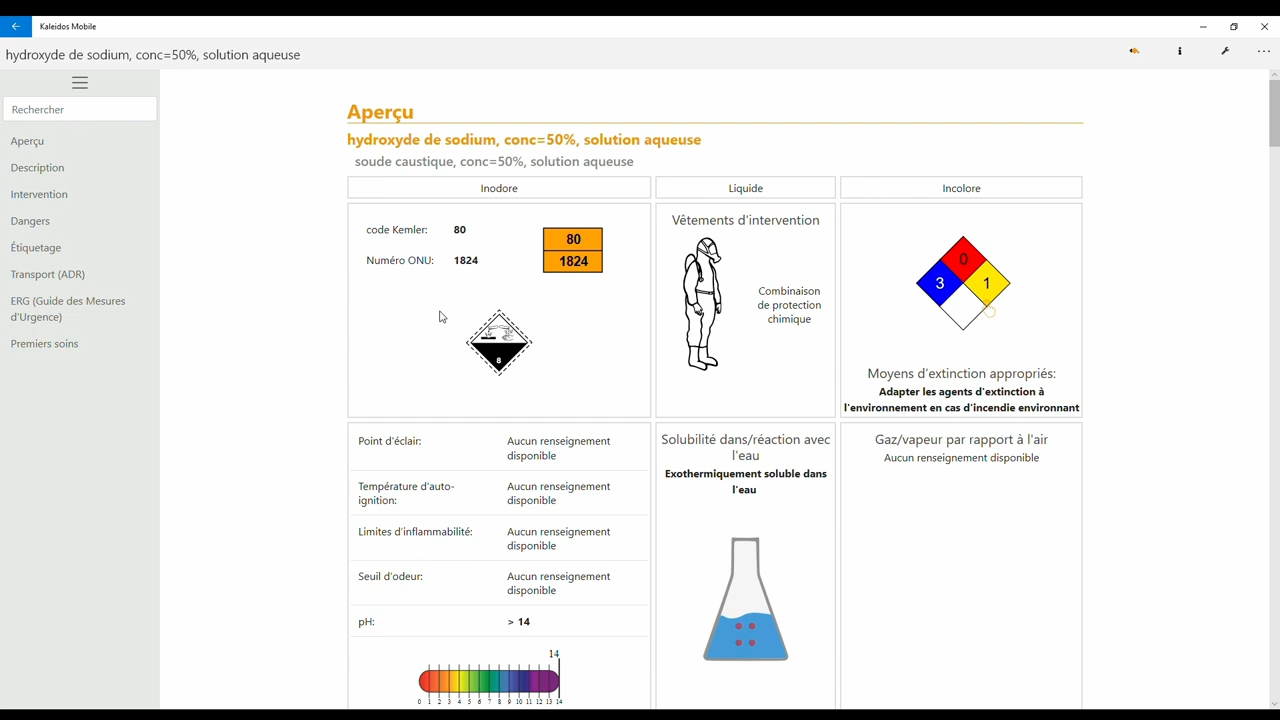 Kaleidos Mobile
hydroxyde de sodium, conc=50%, solution aqueuse
Rechercher
Aperçu
Description
Intervention
Dangers
Étiquetage
Transport (ADR)
ERG (Guide des Mesures
d'Urgence)
Premiers soins
Aperçu
hydroxyde de sodium, conc=50%, solution aqueuse
soude caustique, conc=50%, solution aqueuse
Inodore
Liquide
Incolore
code Kemler: 80
Numéro ONU: 1824
80
1824
8
Vêtements d'intervention
Combinaison
de protection
chimique
0
3 1
Moyens d'extinction appropriés:
Adapter les agents d'extinction à
l'environnement en cas d'incendie environnant
Point d'éclair: Aucun renseignement
disponible
Température d'auto-
ignition:
Aucun renseignement
disponible
Limites d'inflammabilité: Aucun renseignement
disponible
Seuil d'odeur: Aucun renseignement
disponible
pH: > 14
14
0 1 2 3 4 5 6 7 8 9 10 11 12 13 14
Solubilité dans/réaction avec
l'eau
Exothermiquement soluble dans
l'eau
Gaz/vapeur par rapport à l'air
Aucun renseignement disponible